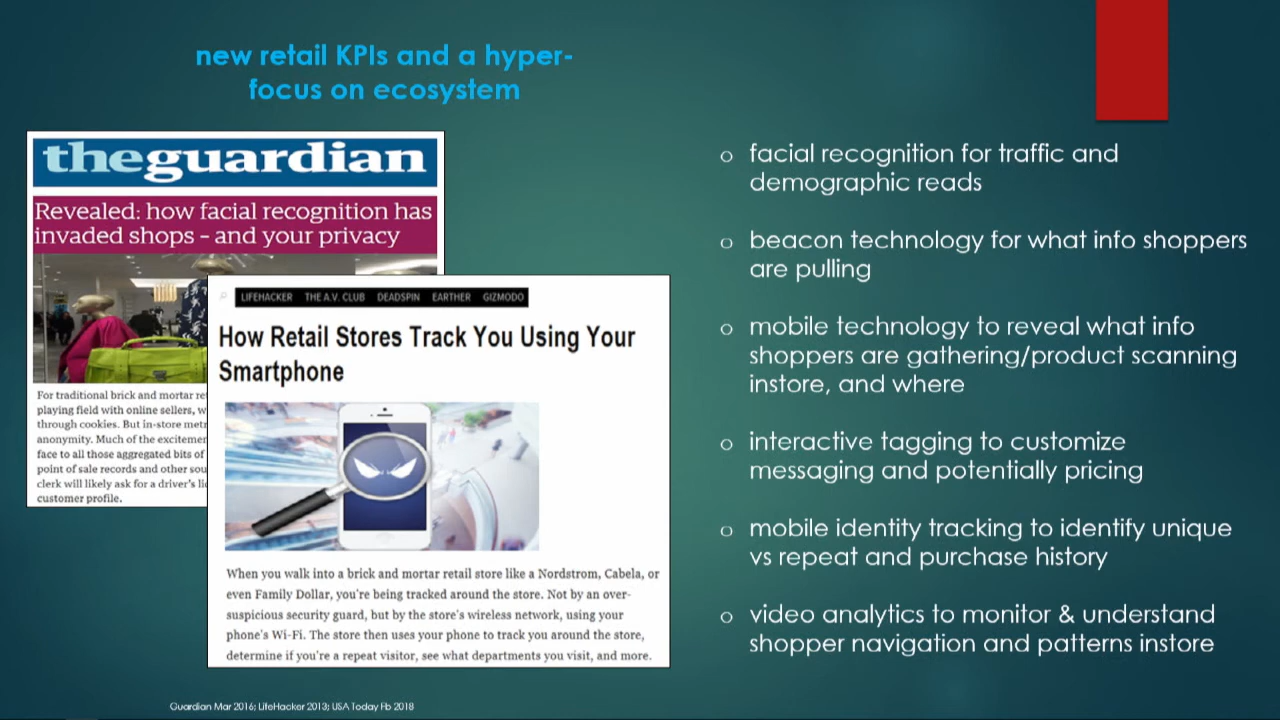 new retail KPIs and a hyper-
focus on ecosystem
theguardian
Revealed: how facial recognition has
invaded shops – and your privacy
For traditional brick and mortar re
playing field with online sellers, w
through cookies. But in-store metr
anonymity. Much of the excitemen
face to all those aggregated bits of
point of sale records and other sou
clerk will likely ask for a driver's lic
customer profile.
LIFEHACKER THE A.V. CLUB DEADSPIN EARTHER GIZMODO
How Retail Stores Track You Using Your
Smartphone
When you walk into a brick and mortar retail store like a Nordstrom, Cabela, or
even Family Dollar, you're being tracked around the store. Not by an over-
suspicious security guard, but by the store's wireless network, using your
phone's Wi-Fi. The store then uses your phone to track you around the store,
determine if you're a repeat visitor, see what departments you visit, and more.
o facial recognition for traffic and
demographic reads
o beacon technology for what info shoppers
are pulling
o mobile technology to reveal what info
shoppers are gathering/product scanning
instore, and where
o interactive tagging to customize
messaging and potentially pricing
o mobile identity tracking to identify unique
vs repeat and purchase history
o video analytics to monitor & understand
shopper navigation and patterns instore
Guardian Mar 2016; LifeHacker 2013; USA Today Fb 2018